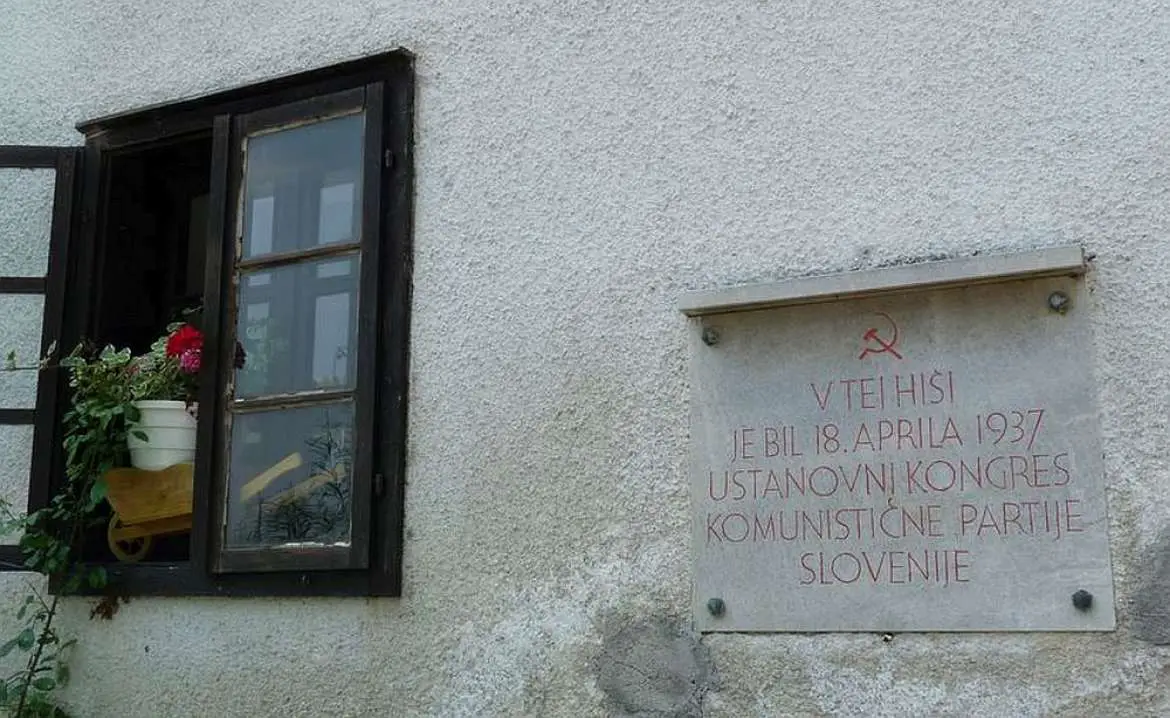 V TEJ HIŠI
JE BIL 18. APRILA 1937
USTANOVNI KONGRES
KOMUNISTIČNE PARTIJE
SLOVENIJE